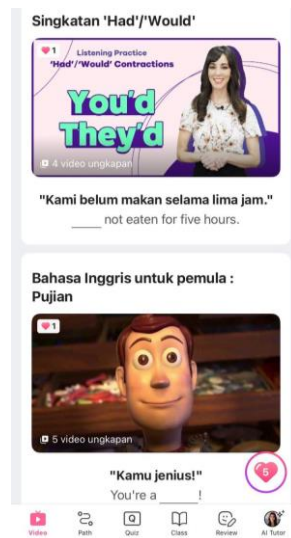 Singkatan 'Had'/'Would'
1
Listening Practice
'Had'/'Would' Contractions
You'd
They'd
4 video ungkapan
"Kami belum makan selama lima jam."
____ not eaten for five hours.
Bahasa Inggris untuk pemula :
Pujian
1
5 video ungkapan
"Kamu jenius!"
You're a ______!
5
Video Path Quiz Class Review AI Tutor